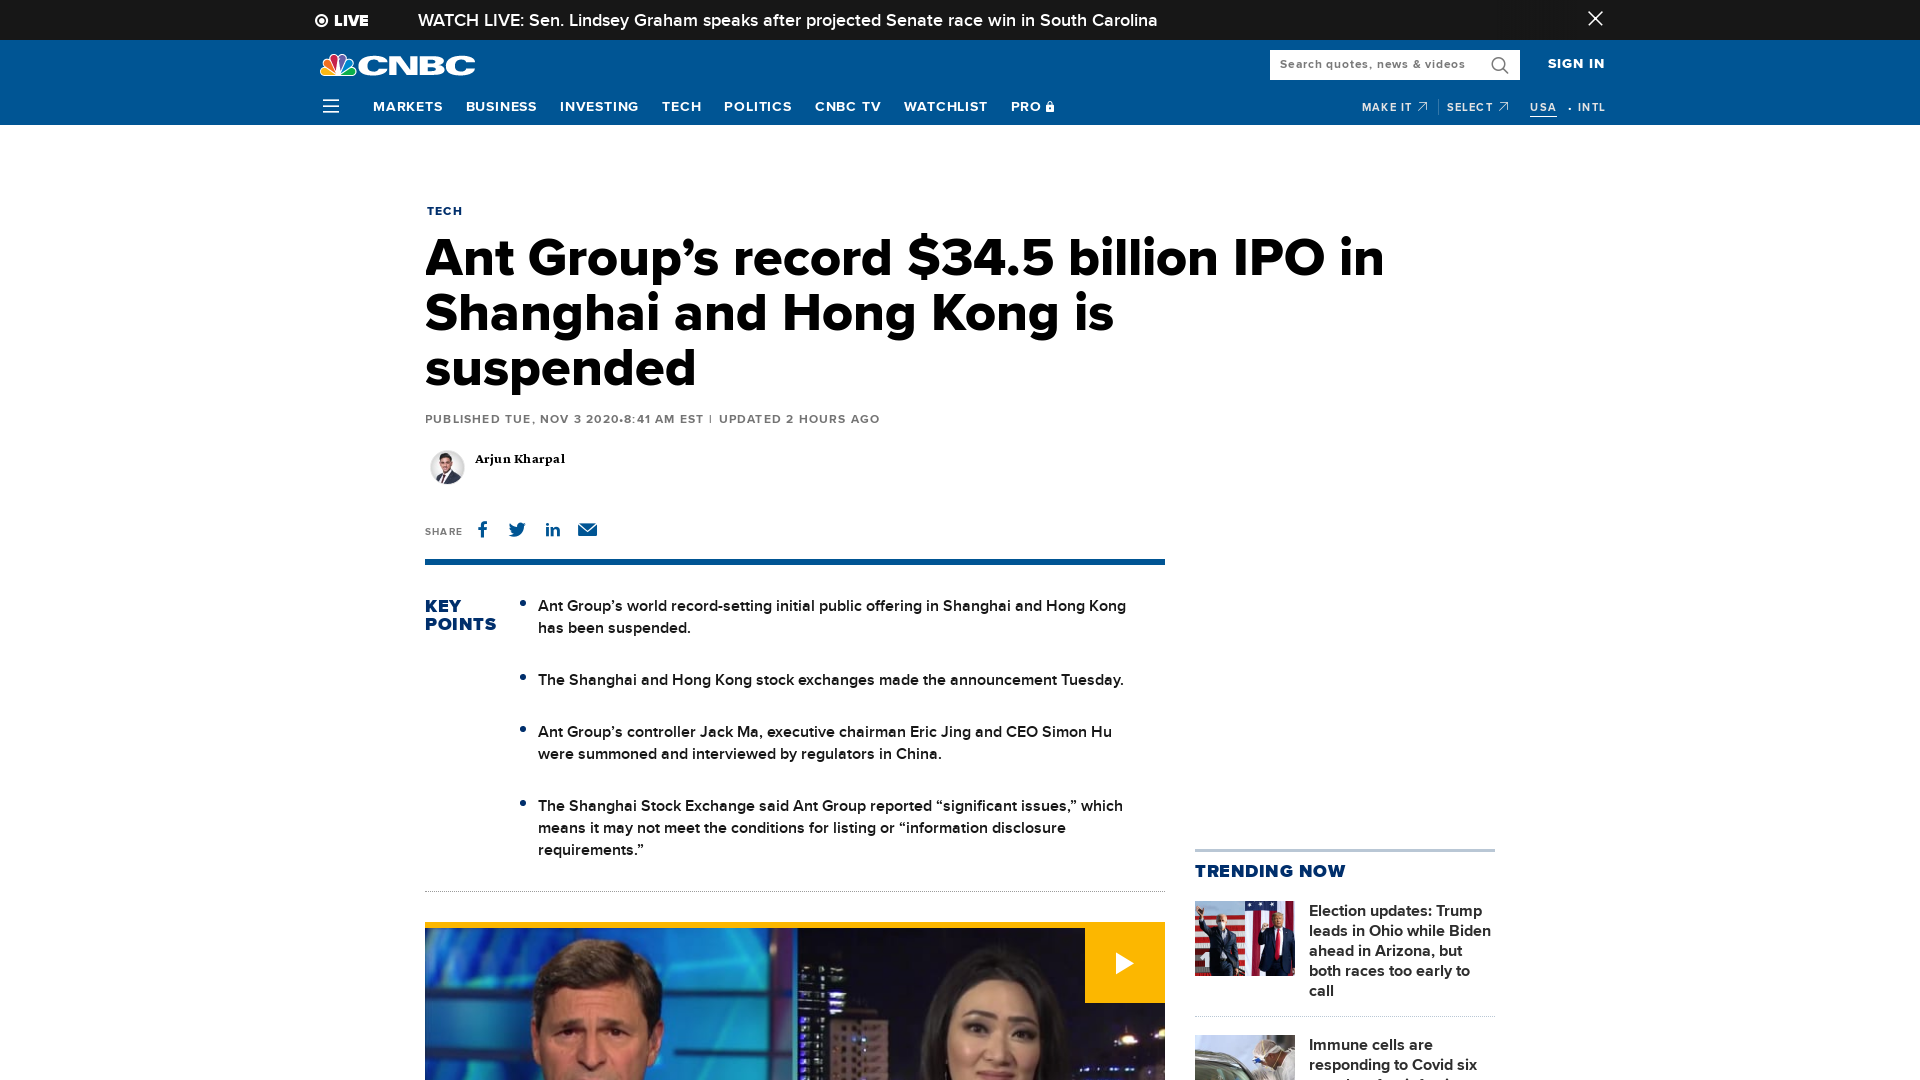 LIVE
WATCH LIVE: Sen. Lindsey Graham speaks after projected Senate race win in South Carolina
CNBC
Search quotes, news & videos
SIGN IN
MARKETS BUSINESS INVESTING TECH POLITICS CNBC TV WATCHLIST PRO
MAKE IT SELECT USA • INTL
TECH
Ant Group’s record $34.5 billion IPO in
Shanghai and Hong Kong is
suspended
PUBLISHED TUE, NOV 3 2020•8:41 AM EST | UPDATED 2 HOURS AGO
Arjun Kharpal
SHARE
KEY
POINTS
Ant Group’s world record-setting initial public offering in Shanghai and Hong Kong
has been suspended.
The Shanghai and Hong Kong stock exchanges made the announcement Tuesday.
Ant Group’s controller Jack Ma, executive chairman Eric Jing and CEO Simon Hu
were summoned and interviewed by regulators in China.
The Shanghai Stock Exchange said Ant Group reported “significant issues,” which
means it may not meet the conditions for listing or “information disclosure
requirements.”
TRENDING NOW
Election updates: Trump
leads in Ohio while Biden
ahead in Arizona, but
both races too early to
call
Immune cells are
responding to Covid six